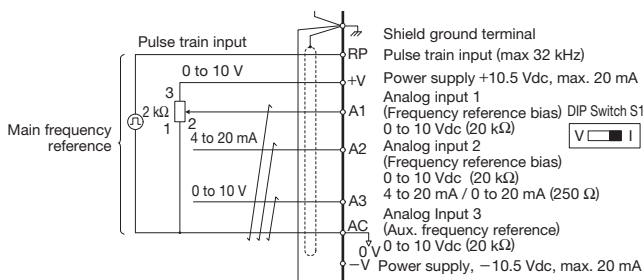 Shield ground terminal
Pulse train input
RP
Pulse train input (max 32 kHz)
0 to 10 V
+V
Power supply +10.5 Vdc, max. 20 mA
3
2 kΩ
1
2
Main frequency
reference
A1
Analog input 1
(Frequency reference bias)
0 to 10 Vdc (20 kΩ)
DIP Switch S1
V
I
4 to 20 mA
A2
Analog input 2
(Frequency reference bias)
0 to 10 Vdc (20 kΩ)
4 to 20 mA / 0 to 20 mA (250 Ω)
0 to 10 V
A3
Analog Input 3
(Aux. frequency reference)
0 to 10 Vdc (20 kΩ)
AC
0 V
−V
Power supply, −10.5 Vdc, max. 20 mA